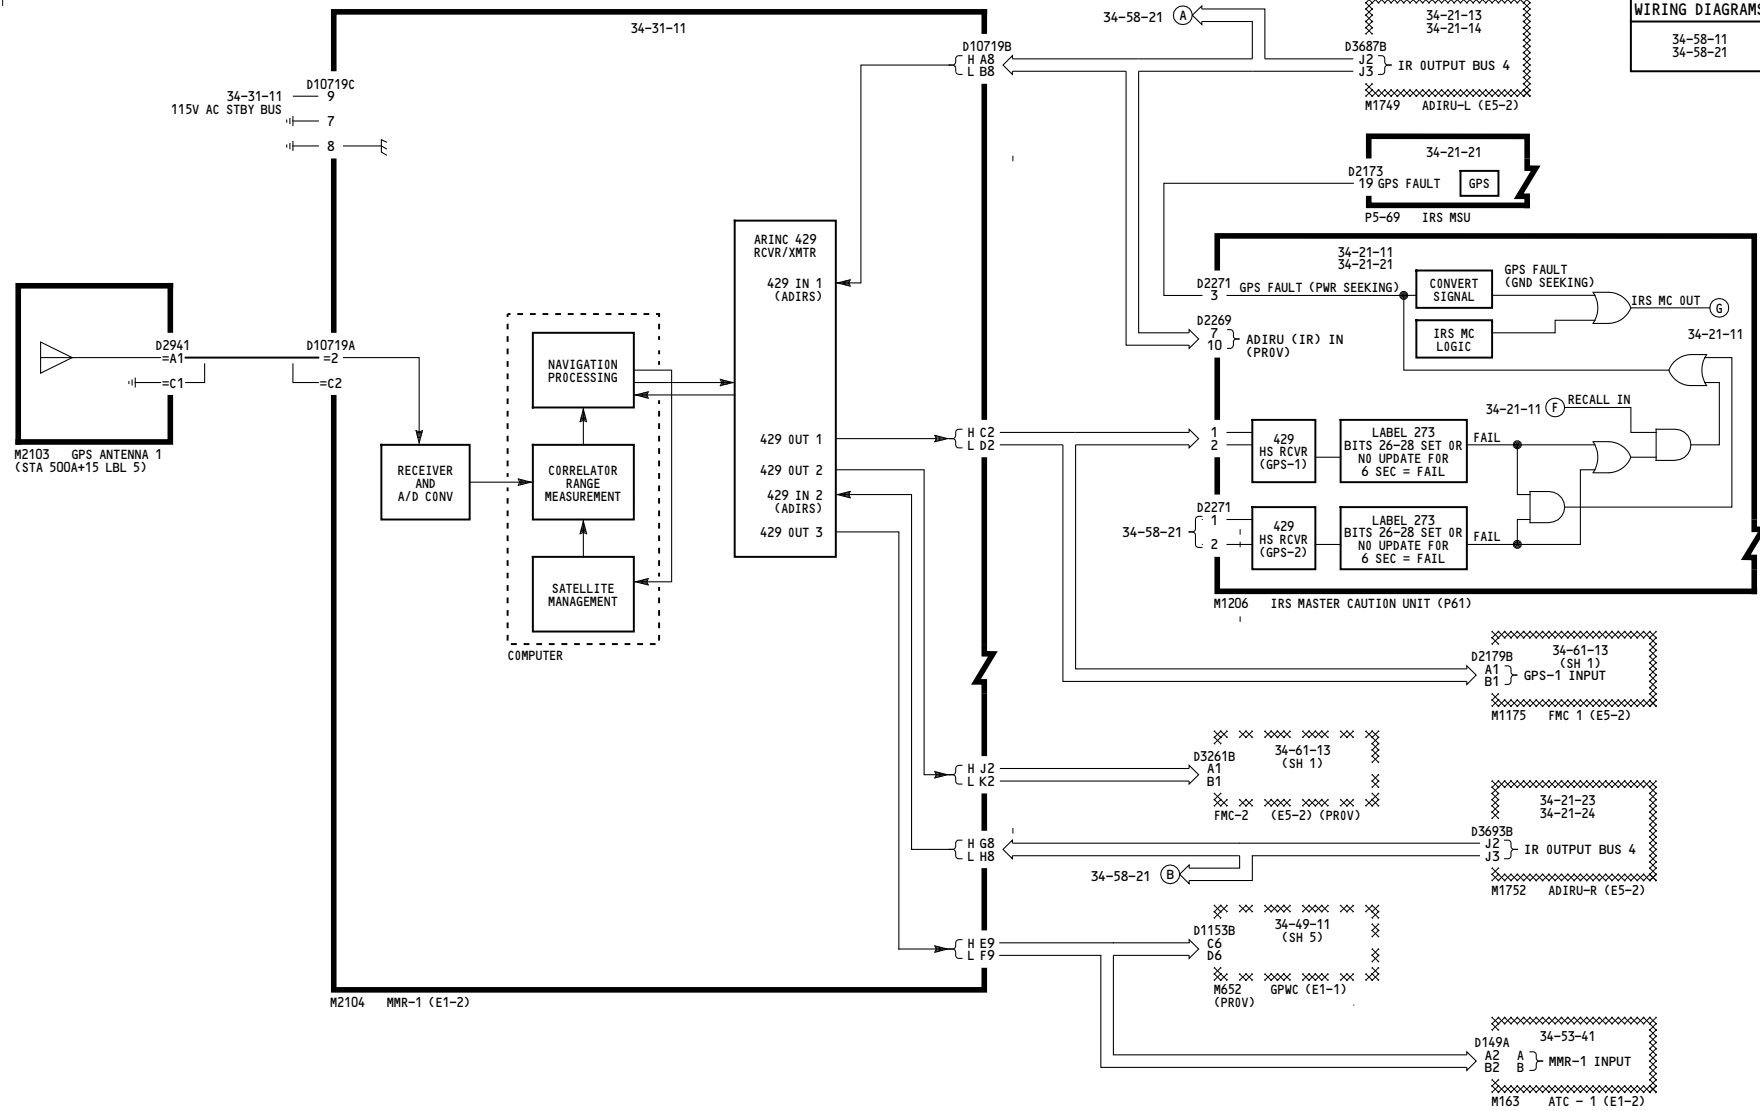 34-31-11
34-58-21 A
34-21-13
34-21-14
WIRING DIAGRAMS
34-58-11
34-58-21
D10719B
H A8
L B8
D3687B
J2
J3
IR OUTPUT BUS 4
M1749 ADIRU-L (E5-2)
D10719C
34-31-11
115V AC STBY BUS
9
7
8
34-21-21
D2173
19 GPS FAULT
GPS
P5-69 IRS MSU
ARINC 429
RCVR/XMTR
429 IN 1
(ADIRS)
429 OUT 1
429 OUT 2
429 IN 2
(ADIRS)
429 OUT 3
34-21-11
34-21-21
D2271
3
GPS FAULT (PWR SEEKING)
CONVERT
SIGNAL
GPS FAULT
(GND SEEKING)
IRS MC OUT
G
34-21-11
IRS MC
LOGIC
D2269
7
10
ADIRU (IR) IN
(PROV)
D2941
=A1
=C1
D10719A
=2
=C2
M2103 GPS ANTENNA 1
(STA 500A+15 LBL 5)
NAVIGATION
PROCESSING
RECEIVER
AND
A/D CONV
CORRELATOR
RANGE
MEASUREMENT
SATELLITE
MANAGEMENT
COMPUTER
34-21-11 F
RECALL IN
H C2
L D2
1
2
429
HS RCVR
(GPS-1)
LABEL 273
BITS 26-28 SET OR
NO UPDATE FOR
6 SEC = FAIL
FAIL
D2271
34-58-21
1
2
429
HS RCVR
(GPS-2)
LABEL 273
BITS 26-28 SET OR
NO UPDATE FOR
6 SEC = FAIL
FAIL
M1206 IRS MASTER CAUTION UNIT (P61)
34-61-13
(SH 1)
D2179B
A1
B1
GPS-1 INPUT
M1175 FMC 1 (E5-2)
H J2
L K2
D3261B
A1
B1
34-61-13
(SH 1)
FMC-2 (E5-2) (PROV)
34-21-23
34-21-24
H G8
L H8
D3693B
J2
J3
IR OUTPUT BUS 4
M1752 ADIRU-R (E5-2)
34-58-21 B
34-49-11
(SH 5)
H E9
L F9
D1153B
C6
D6
M652 GPWC (E1-1)
(PROV)
M2104 MMR-1 (E1-2)
34-53-41
D149A
A2 A
B2 B
MMR-1 INPUT
M163 ATC - 1 (E1-2)